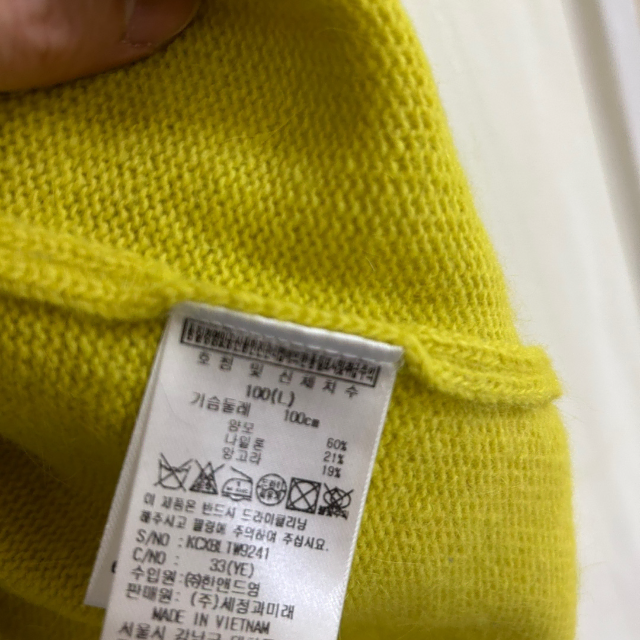 호칭 및 신체치수
100(L)
가슴둘레 100cm
양모 60%
나일론 21%
앙고라 19%
이 제품은 반드시 드라이클리닝
해주시고 불량에 주의하여 주십시요.
S/NO : KCXBLTW9241
C/NO : 33(YE)
수입원 : ㈜한앤드영
판매원 : (주)세정과미래
MADE IN VIETNAM
서울시 강남구